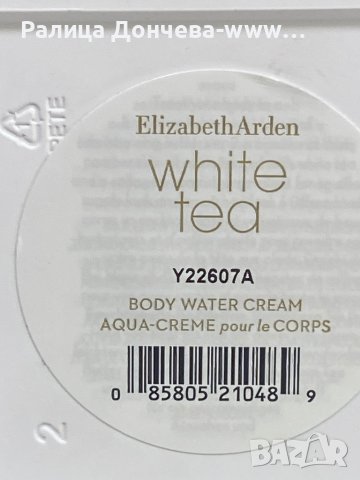 Ралица Дончева-www...
PETE
ElizabethArden
white
tea
Y22607A
BODY WATER CREAM
AQUA-CREME pour le CORPS
0 85805 21048 9
2
BAZAR